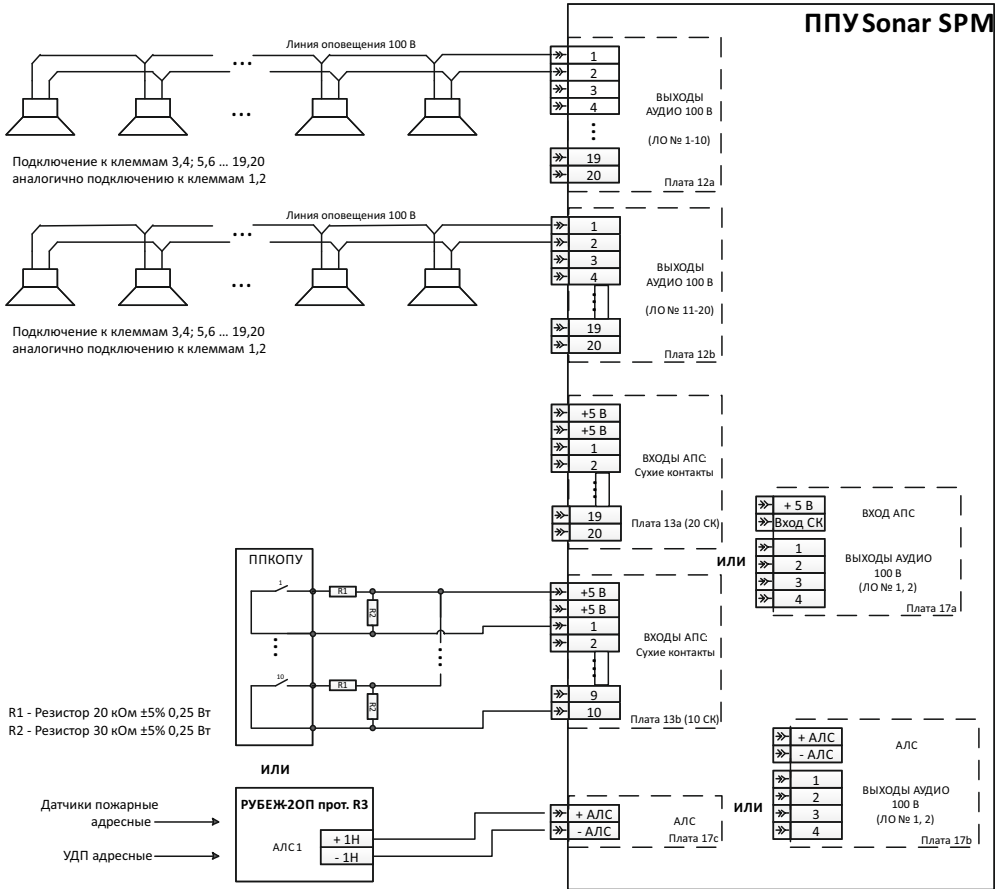 ППУ Sonar SPM
Линия оповещения 100 В
1
2
3
4
19
20
ВЫХОДЫ
АУДИО 100 В
(ЛО № 1-10)
Плата 12a
Подключение к клеммам 3,4; 5,6 ... 19,20
аналогично подключению к клеммам 1,2
Линия оповещения 100 В
1
2
3
4
19
20
ВЫХОДЫ
АУДИО 100 В
(ЛО № 11-20)
Плата 12b
Подключение к клеммам 3,4; 5,6 ... 19,20
аналогично подключению к клеммам 1,2
+5 В
+5 В
1
2
19
20
ВХОДЫ АПС:
Сухие контакты
Плата 13a (20 СК)
ИЛИ
+ 5 В
Вход СК
1
2
3
4
ВХОД АПС
ВЫХОДЫ АУДИО
100 В
(ЛО № 1, 2)
Плата 17a
ППКОПУ
1
R1
R2
10
R1
R2
+5 В
+5 В
1
2
9
10
ВХОДЫ АПС:
Сухие контакты
Плата 13b (10 СК)
R1 - Резистор 20 кОм ±5% 0,25 Вт
R2 - Резистор 30 кОм ±5% 0,25 Вт
ИЛИ
Датчики пожарные
адресные
УДП адресные
РУБЕЖ-2ОП прот. R3
АЛС1
+ 1Н
- 1Н
+ АЛС
- АЛС
АЛС
Плата 17c
ИЛИ
+ АЛС
- АЛС
1
2
3
4
АЛС
ВЫХОДЫ АУДИО
100 В
(ЛО № 1, 2)
Плата 17b